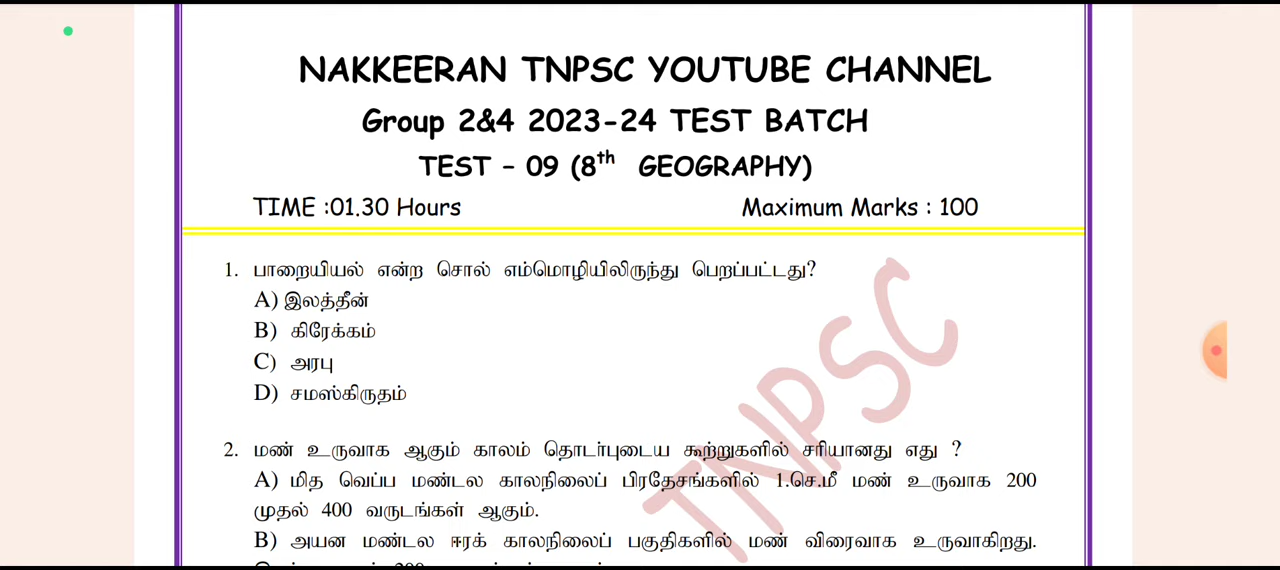 NAKKEERAN TNPSC YOUTUBE CHANNEL
Group 2&4 2023-24 TEST BATCH
TEST - 09 (8th GEOGRAPHY)
TIME :01.30 Hours Maximum Marks : 100
1. பாறையியல் என்ற சொல் எம்மொழியிலிருந்து பெறப்பட்டது?
A) இலத்தீன்
B) கிரேக்கம்
C) அரபு
D) சமஸ்கிருதம்
2. மண் உருவாக ஆகும் காலம் தொடர்புடைய கூற்றுகளில் சரியானது எது ?
A) மித வெப்ப மண்டல காலநிலைப் பிரதேசங்களில் 1.செ.மீ மண் உருவாக 200
முதல் 400 வருடங்கள் ஆகும்.
B) அயன மண்டல ஈரக் காலநிலைப் பகுதிகளில் மண் விரைவாக உருவாகிறது.
TNPSC